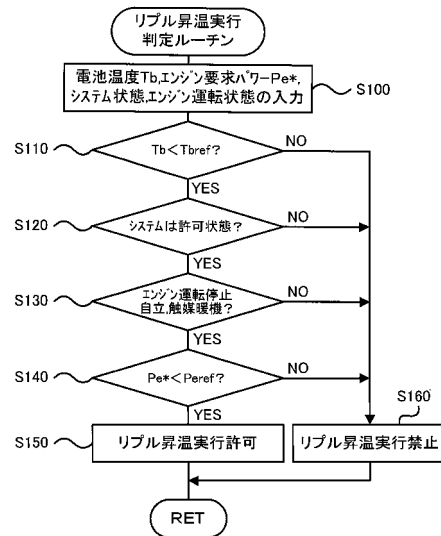 リプル昇温実行
判定ルーチン
電池温度Tb,エンジン要求パワーPe*,
システム状態,エンジン運転状態の入力
S100
S110
Tb<Tbref?
NO
YES
S120
システムは許可状態?
NO
YES
S130
エンジン運転停止
自立,触媒暖機?
NO
YES
S140
Pe*<Peref?
NO
YES
S150
リプル昇温実行許可
S160
リプル昇温実行禁止
RET